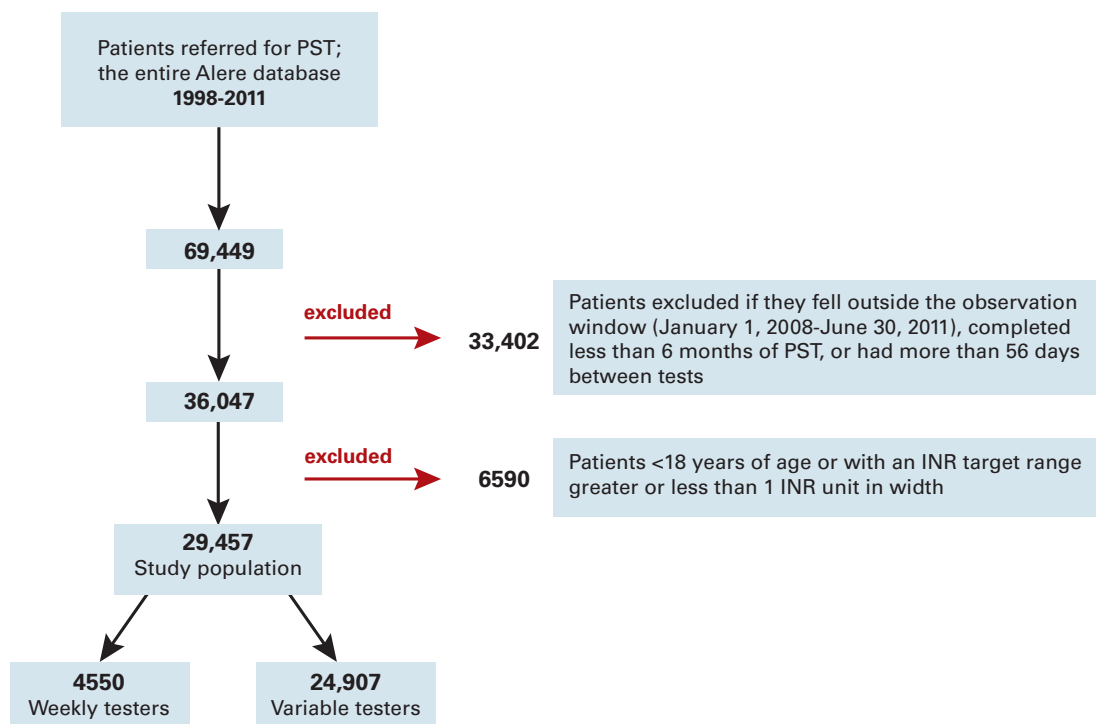 Patients referred for PST;
the entire Alere database
1998-2011
69,449
excluded
33,402
Patients excluded if they fell outside the observation
window (January 1, 2008-June 30, 2011), completed
less than 6 months of PST, or had more than 56 days
between tests
36,047
excluded
6590
Patients <18 years of age or with an INR target range
greater or less than 1 INR unit in width
29,457
Study population
4550
Weekly testers
24,907
Variable testers